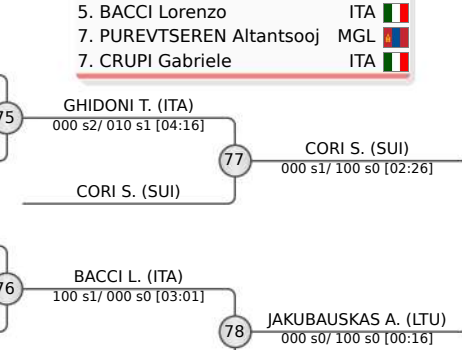 5. BACCI Lorenzo ITA
7. PUREVTSEREN Altantsooj MGL
7. CRUPI Gabriele ITA
GHIDONI T. (ITA)
75
000 s2/ 010 s1 [04:16]
CORI S. (SUI)
77
000 s1/ 100 s0 [02:26]
CORI S. (SUI)
BACCI L. (ITA)
76
100 s1/ 000 s0 [03:01]
JAKUBAUSKAS A. (LTU)
78
000 s0/ 100 s0 [00:16]